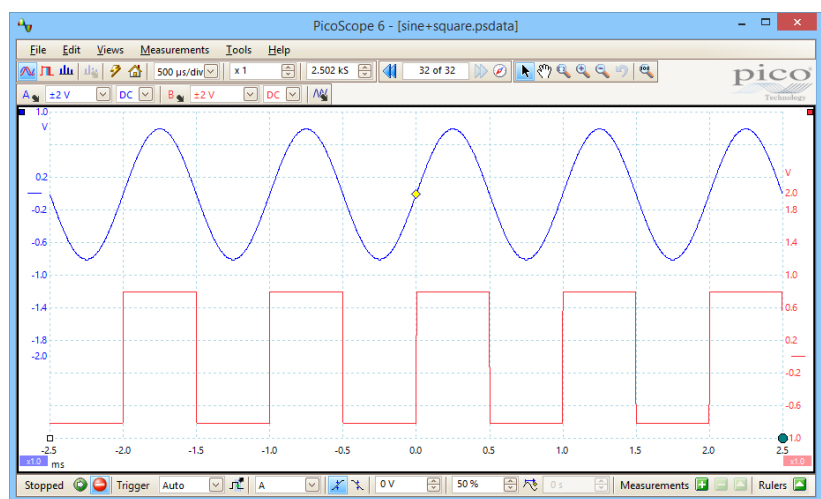 PicoScope 6 - [sine+square.psdata]
File Edit Views Measurements Tools Help
500 µs/div x 1 2.502 kS 32 of 32
pico
Technology
A ±2 V DC B ±2 V DC
1.0
V
0.2
-0.2
-0.6
-1.0
-1.4
-1.8
-2.0
V
2.0
1.8
1.4
1.0
0.6
0.2
-0.2
-0.6
-1.0
-2.5 -2.0 -1.5 -1.0 -0.5 0.0 0.5 1.0 1.5 2.0 2.5
x1.0 ms x1.0
Stopped Trigger Auto A 0 V 50 % 0 s Measurements Rulers